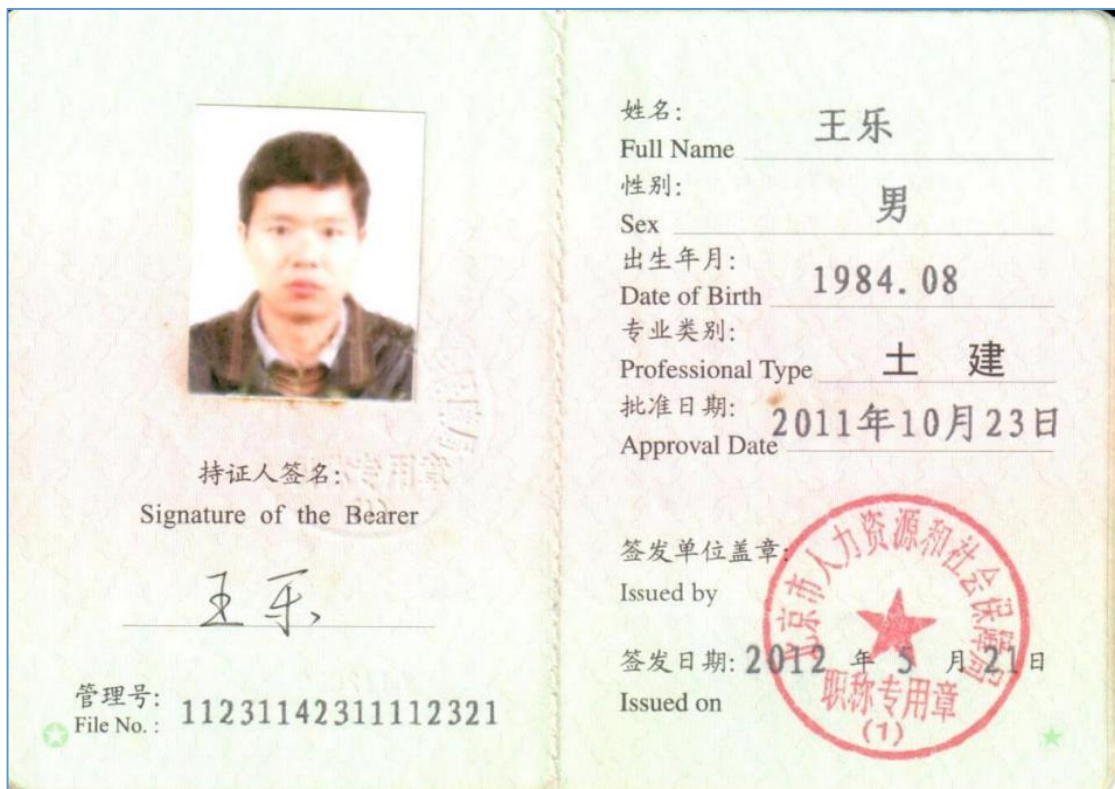 持证人签名:
Signature of the Bearer
王乐
管理号:
File No. :
11231142311112321
姓名:
Full Name
王乐
性别:
Sex
男
出生年月:
Date of Birth
1984.08
专业类别:
Professional Type
土 建
批准日期:
Approval Date
2011年10月23日
签发单位盖章:
Issued by
北京市人力资源和社会保障局
职称专用章
(1)
签发日期: 2012 年 5 月 21日
Issued on